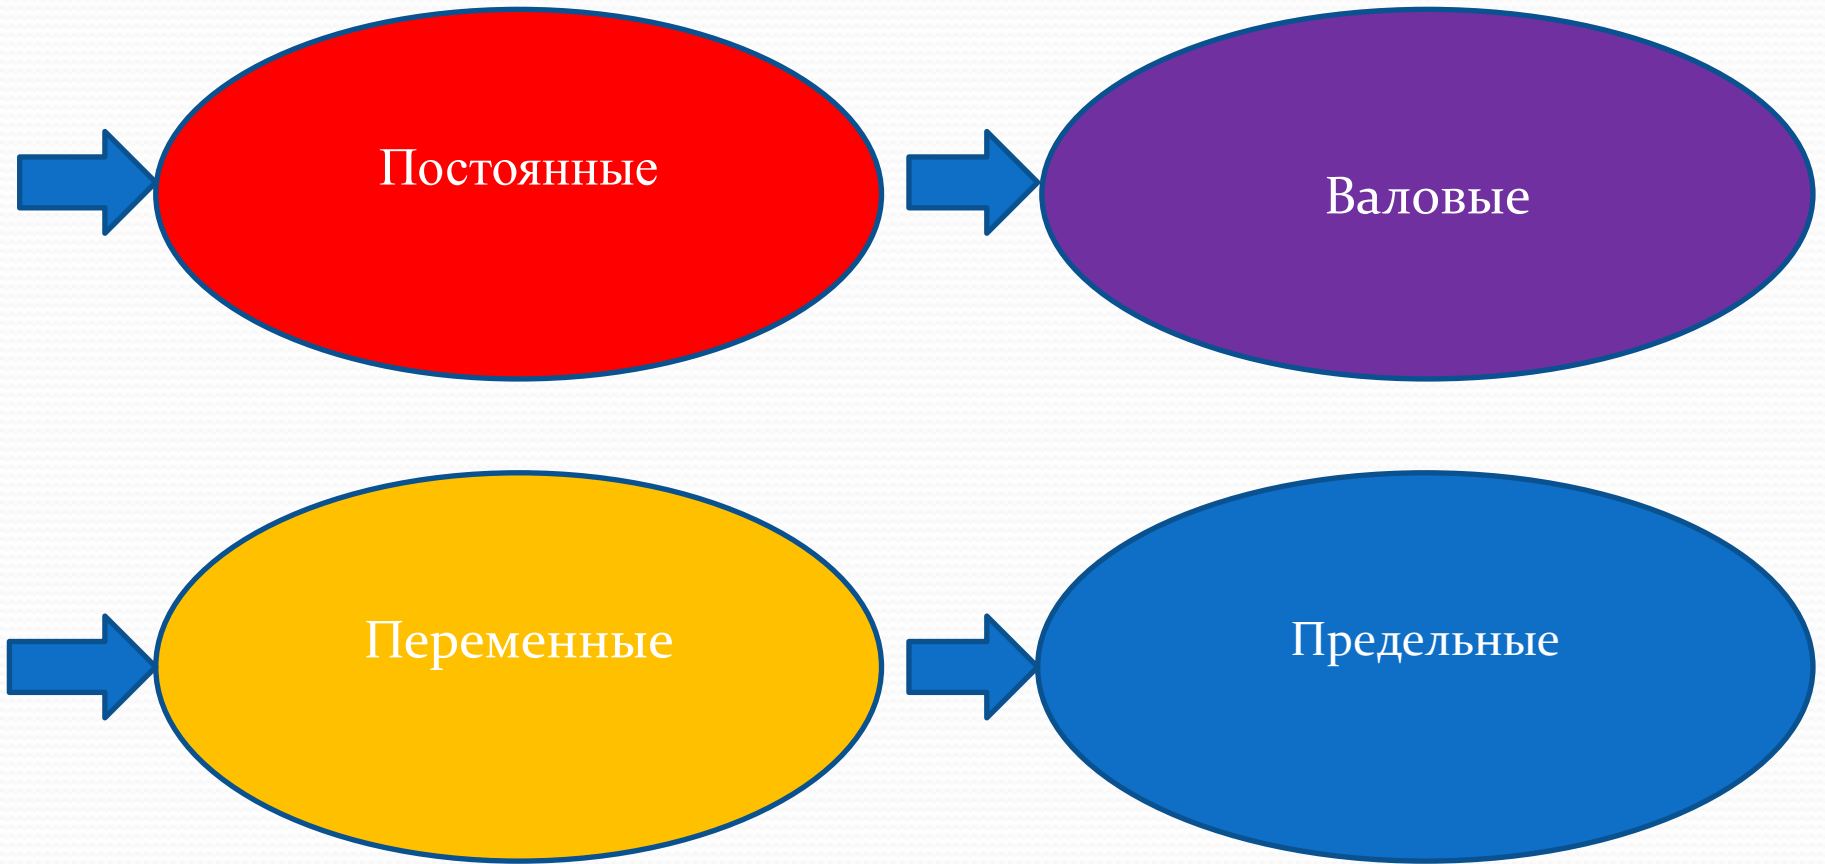 Постоянные
Валовые
Переменные
Предельные